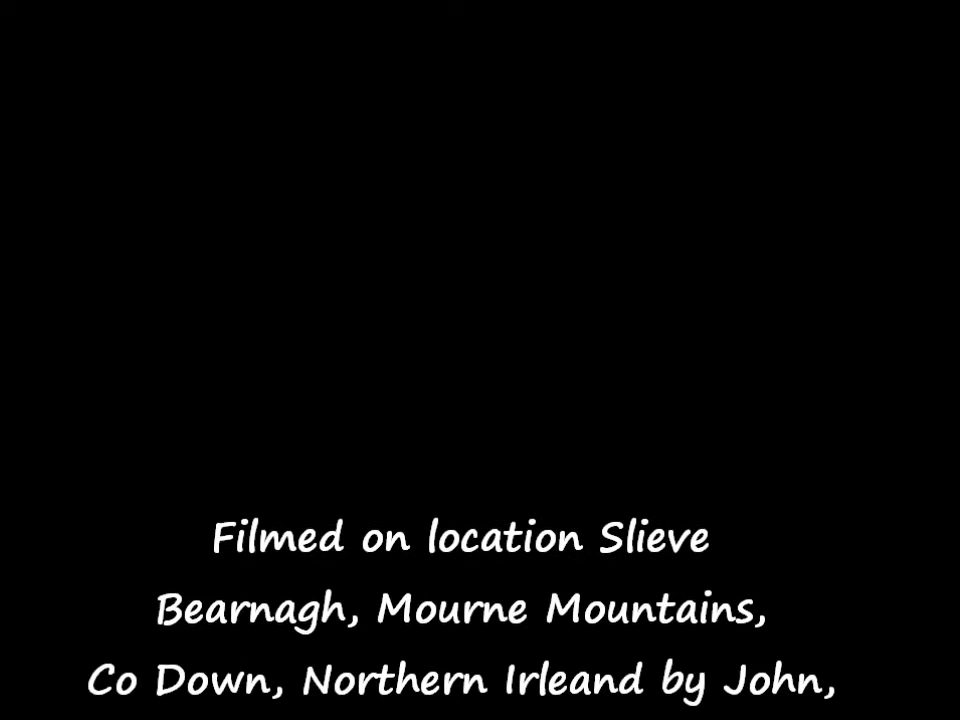 Filmed on location Slieve
Bearnagh, Mourne Mountains,
Co Down, Northern Irleand by John,